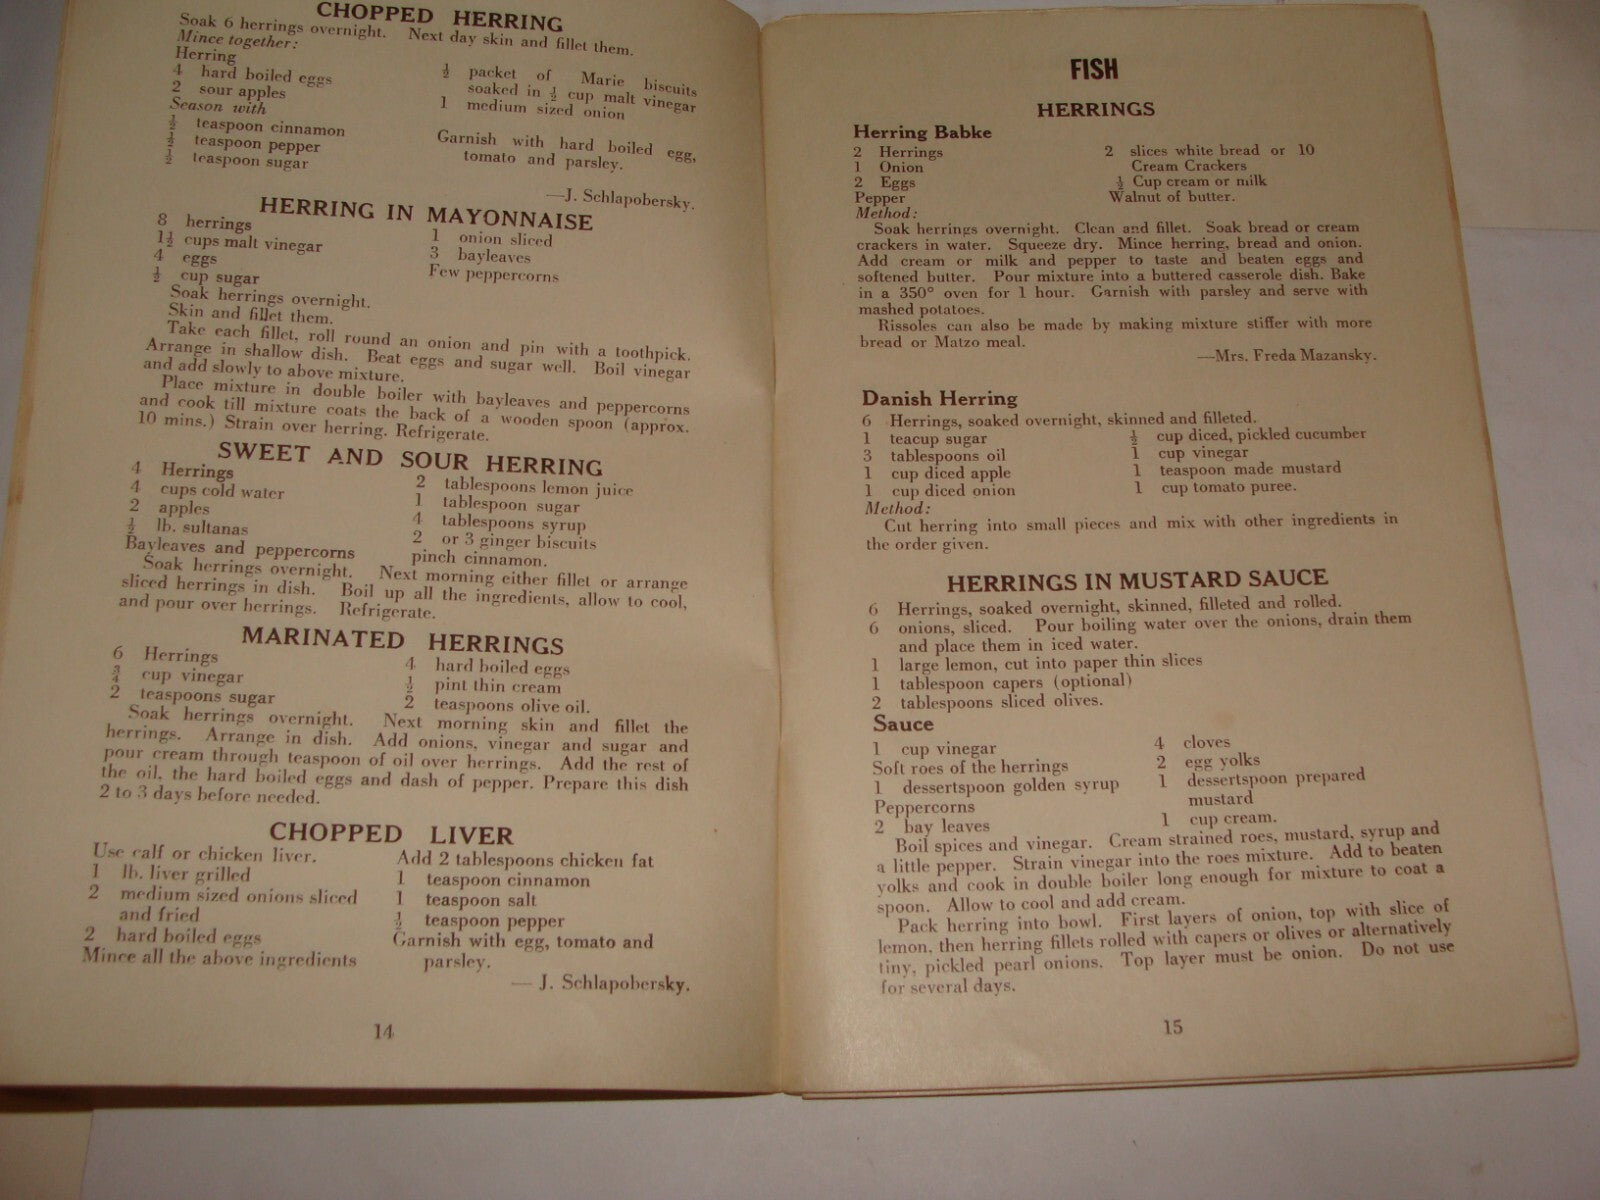 CHOPPED HERRING
Soak 6 herrings overnight. Next day skin and fillet them.
Mince together:
Herring
4 hard boiled eggs
2 sour apples
Season with
½ teaspoon cinnamon
½ teaspoon pepper
½ teaspoon sugar
½ packet of Marie biscuits
soaked in ½ cup malt vinegar
1 medium sized onion
Garnish with hard boiled egg,
tomato and parsley.
—J. Schlapobersky.
HERRING IN MAYONNAISE
8 herrings
1½ cups malt vinegar
4 eggs
½ cup sugar
1 onion sliced
3 bayleaves
Few peppercorns
Soak herrings overnight.
Skin and fillet them.
Take each fillet, roll round an onion and pin with a toothpick.
Arrange in shallow dish. Beat eggs and sugar well. Boil vinegar
and add slowly to above mixture.
Place mixture in double boiler with bayleaves and peppercorns
and cook till mixture coats the back of a wooden spoon (approx.
10 mins.) Strain over herring. Refrigerate.
SWEET AND SOUR HERRING
4 Herrings
4 cups cold water
2 apples
½ lb. sultanas
Bayleaves and peppercorns
2 tablespoons lemon juice
1 tablespoon sugar
4 tablespoons syrup
2 or 3 ginger biscuits
pinch cinnamon.
Soak herrings overnight. Next morning either fillet or arrange
sliced herrings in dish. Boil up all the ingredients, allow to cool,
and pour over herrings. Refrigerate.
MARINATED HERRINGS
6 Herrings
¾ cup vinegar
2 teaspoons sugar
4 hard boiled eggs
½ pint thin cream
2 teaspoons olive oil.
Soak herrings overnight. Next morning skin and fillet the
herrings. Arrange in dish. Add onions, vinegar and sugar and
pour cream through teaspoon of oil over herrings. Add the rest of
the oil, the hard boiled eggs and dash of pepper. Prepare this dish
2 to 3 days before needed.
CHOPPED LIVER
Use calf or chicken liver.
1 lb. liver grilled
2 medium sized onions sliced
and fried
2 hard boiled eggs
Mince all the above ingredients
Add 2 tablespoons chicken fat
1 teaspoon cinnamon
1 teaspoon salt
½ teaspoon pepper
Garnish with egg, tomato and
parsley.
— J. Schlapobersky.
14
FISH
HERRINGS
Herring Babke
2 Herrings
1 Onion
2 Eggs
Pepper
2 slices white bread or 10
Cream Crackers
½ Cup cream or milk
Walnut of butter.
Method:
Soak herrings overnight. Clean and fillet. Soak bread or cream
crackers in water. Squeeze dry. Mince herring, bread and onion.
Add cream or milk and pepper to taste and beaten eggs and
softened butter. Pour mixture into a buttered casserole dish. Bake
in a 350° oven for 1 hour. Garnish with parsley and serve with
mashed potatoes.
Rissoles can also be made by making mixture stiffer with more
bread or Matzo meal.
—Mrs. Freda Mazansky.
Danish Herring
6 Herrings, soaked overnight, skinned and filleted.
1 teacup sugar
3 tablespoons oil
1 cup diced apple
1 cup diced onion
½ cup diced, pickled cucumber
1 cup vinegar
1 teaspoon made mustard
1 cup tomato puree.
Method:
Cut herring into small pieces and mix with other ingredients in
the order given.
HERRINGS IN MUSTARD SAUCE
6 Herrings, soaked overnight, skinned, filleted and rolled.
6 onions, sliced. Pour boiling water over the onions, drain them
and place them in iced water.
1 large lemon, cut into paper thin slices
1 tablespoon capers (optional)
2 tablespoons sliced olives.
Sauce
1 cup vinegar
Soft roes of the herrings
1 dessertspoon golden syrup
Peppercorns
2 bay leaves
4 cloves
2 egg yolks
1 dessertspoon prepared
mustard
1 cup cream.
Boil spices and vinegar. Cream strained roes, mustard, syrup and
a little pepper. Strain vinegar into the roes mixture. Add to beaten
yolks and cook in double boiler long enough for mixture to coat a
spoon. Allow to cool and add cream.
Pack herring into bowl. First layers of onion, top with slice of
lemon, then herring fillets rolled with capers or olives or alternatively
tiny, pickled pearl onions. Top layer must be onion. Do not use
for several days.
15